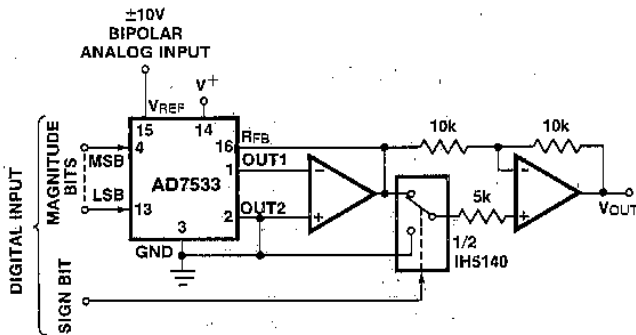 ±10V
BIPOLAR
ANALOG INPUT
V+
VREF
15
14
RFB
16
10k
10k
MSB
4
OUT1
1
AD7533
LSB
13
2
OUT2
3
GND
-
+
5k
-
+
VOUT
1/2
IH5140
DIGITAL INPUT
MAGNITUDE
BITS
SIGN BIT